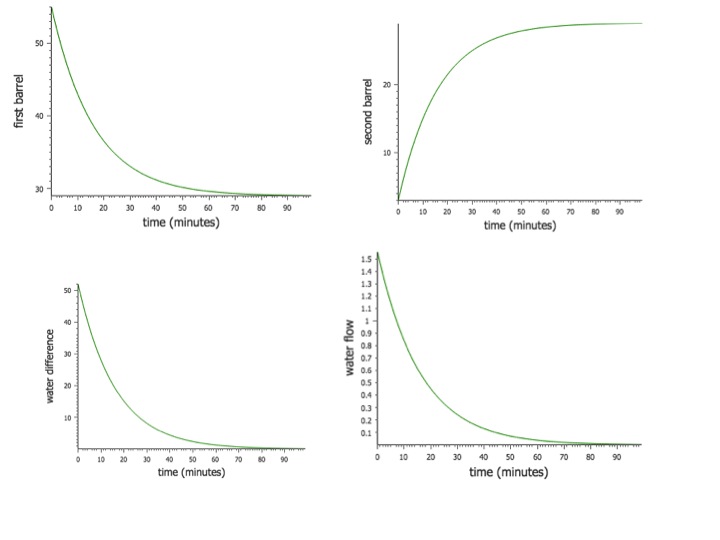 first barrel
50
40
30
0 10 20 30 40 50 60 70 80 90
time (minutes)
second barrel
20
10
0 10 20 30 40 50 60 70 80 90
time (minutes)
water difference
50
40
30
20
10
0 10 20 30 40 50 60 70 80 90
time (minutes)
water flow
1.5
1.4
1.3
1.2
1.1
1
0.9
0.8
0.7
0.6
0.5
0.4
0.3
0.2
0.1
0 10 20 30 40 50 60 70 80 90
time (minutes)